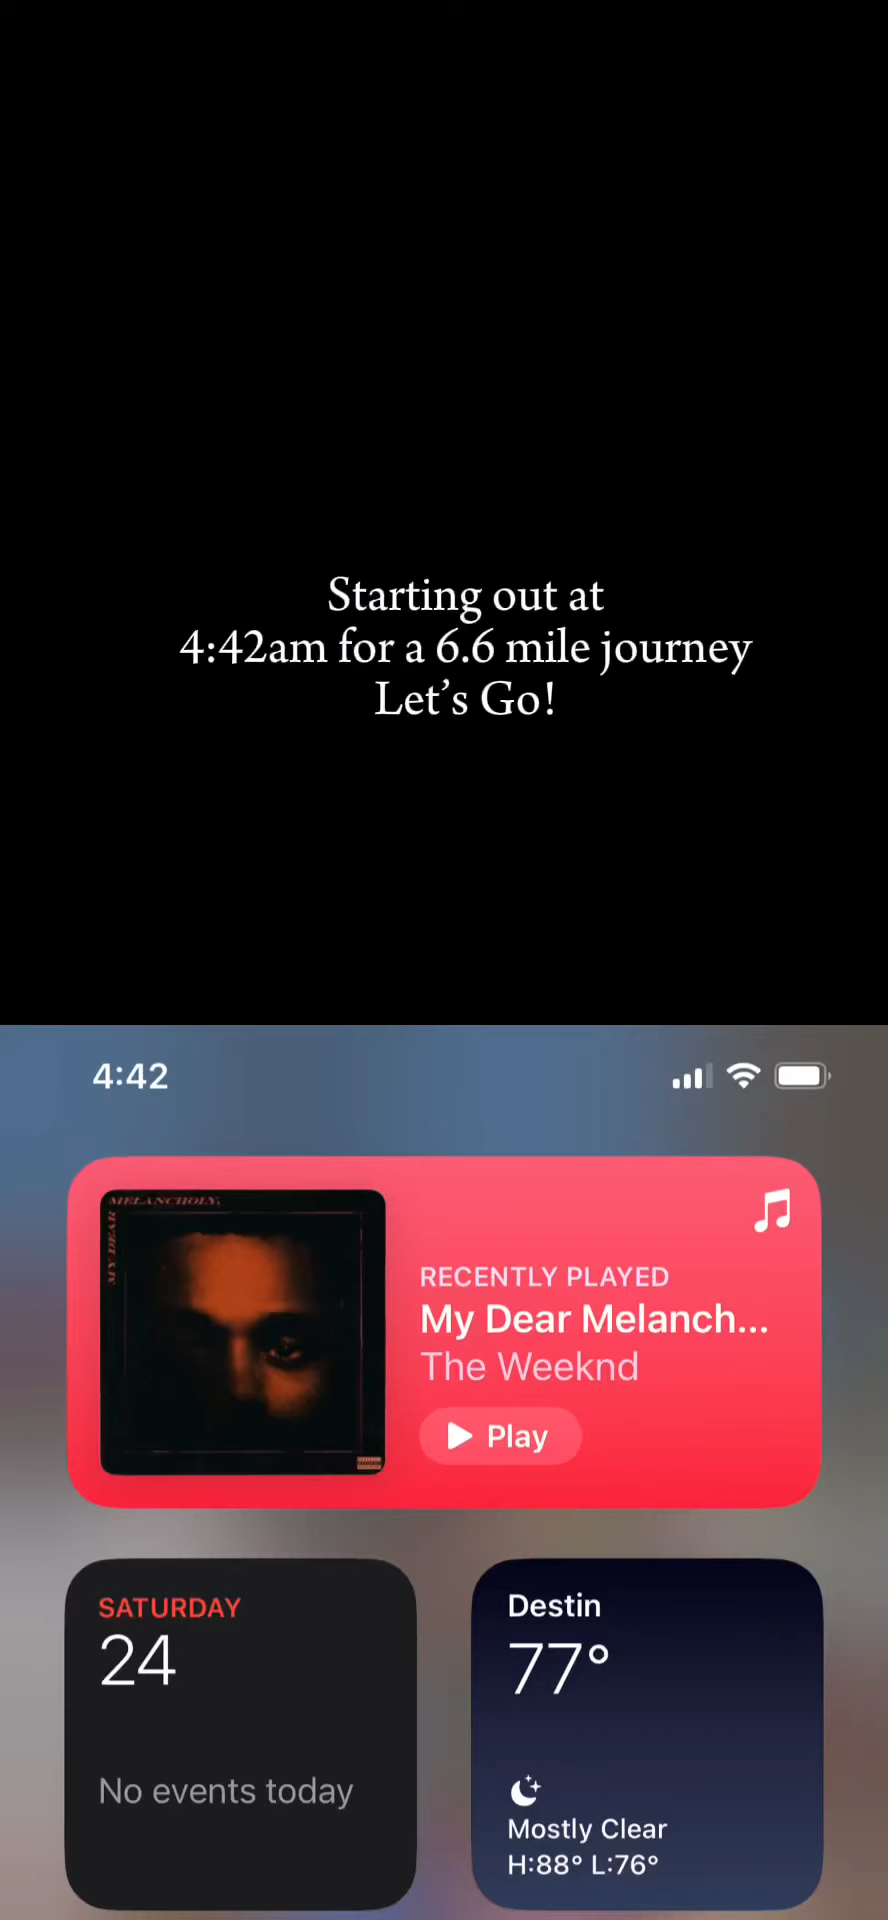 Starting out at
4:42am for a 6.6 mile journey
Let’s Go!
4:42
MELANCHOLY,
MY DEAR
RECENTLY PLAYED
My Dear Melanch...
The Weeknd
Play
SATURDAY
24
No events today
Destin
77°
Mostly Clear
H:88° L:76°